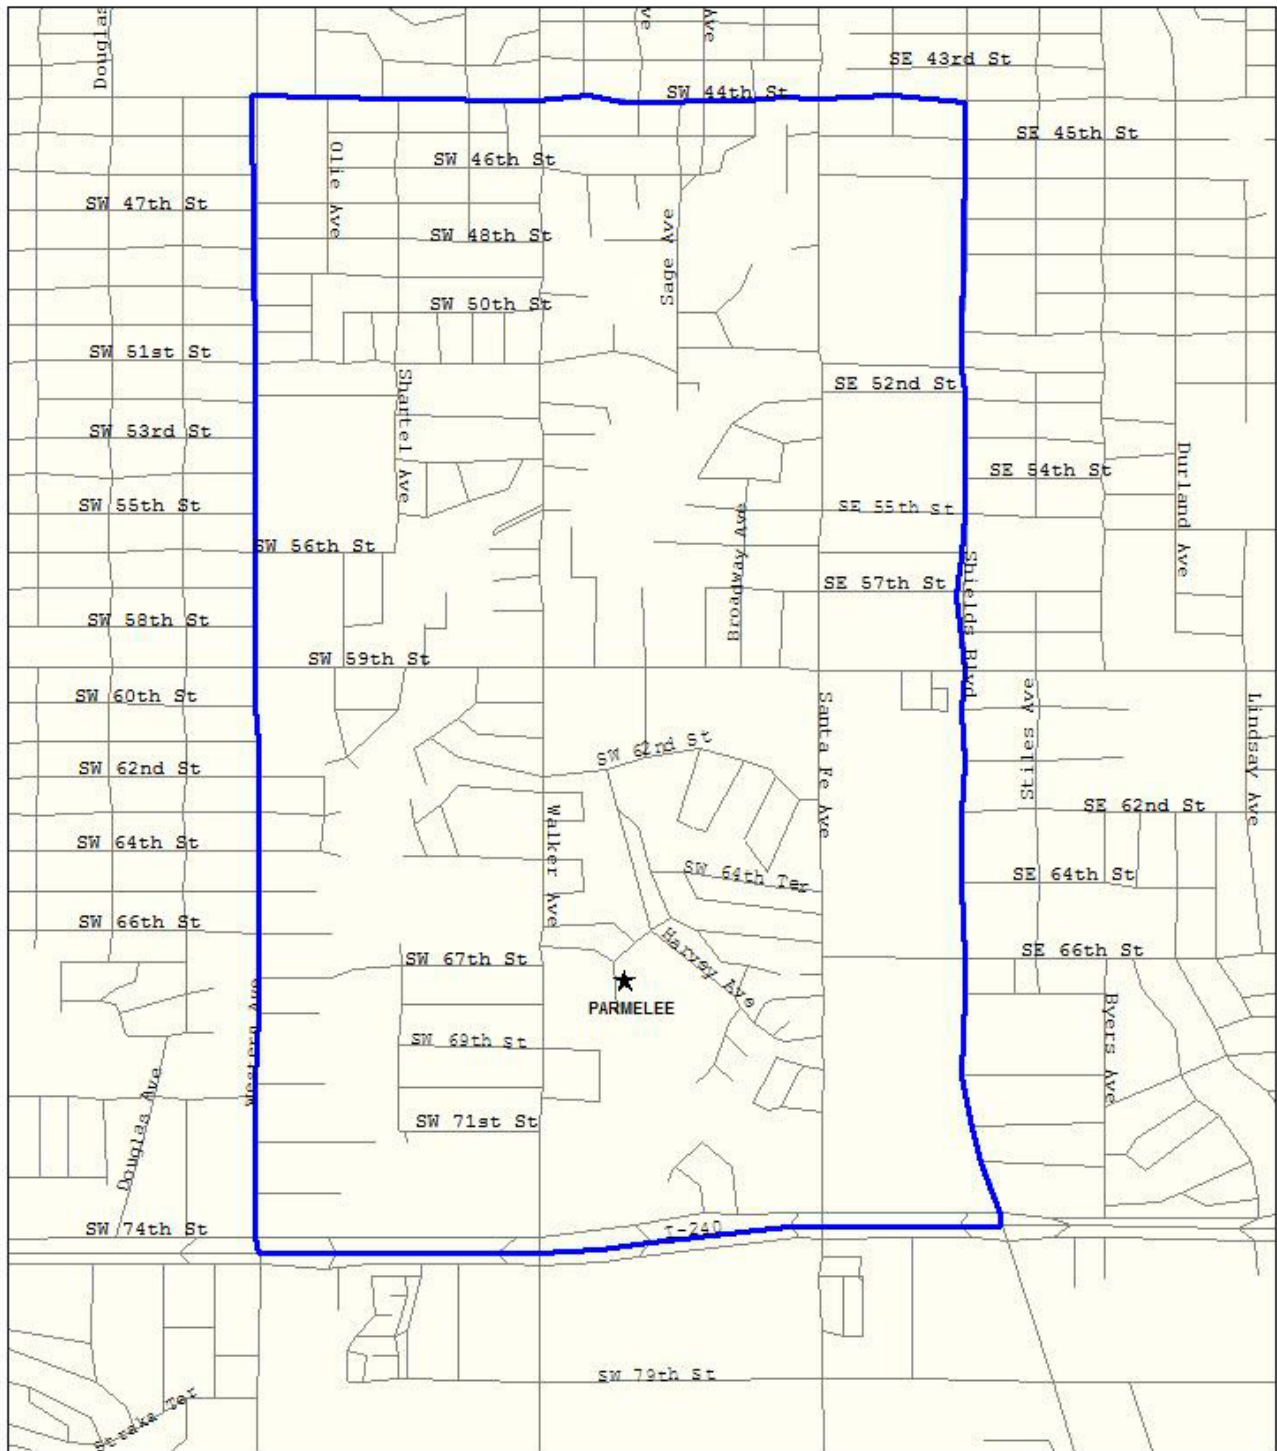 Douglas
Ave
Ave
SE 43rd St
SW 44th St
SE 45th St
Olie Ave
SW 46th St
SW 47th St
SW 48th St
Sage Ave
SW 50th St
SW 51st St
SE 52nd St
Shartel Ave
SW 53rd St
SE 54th St
Durland Ave
SW 55th St
SE 55th St
Broadway Ave
SW 56th St
Shields Blvd
SE 57th St
SW 58th St
SW 59th St
SW 60th St
Santa Fe Ave
Stiles Ave
Lindsay Ave
SW 62nd St
SW 62nd St
SE 62nd St
Walker Ave
SW 64th St
SW 64th Ter
SE 64th St
SW 66th St
SE 66th St
SW 67th St
Harvey Ave
PARMELEE
Western Ave
Byers Ave
SW 69th St
Douglas Ave
SW 71st St
SW 74th St
I-240
SW 79th St
Straka Ter